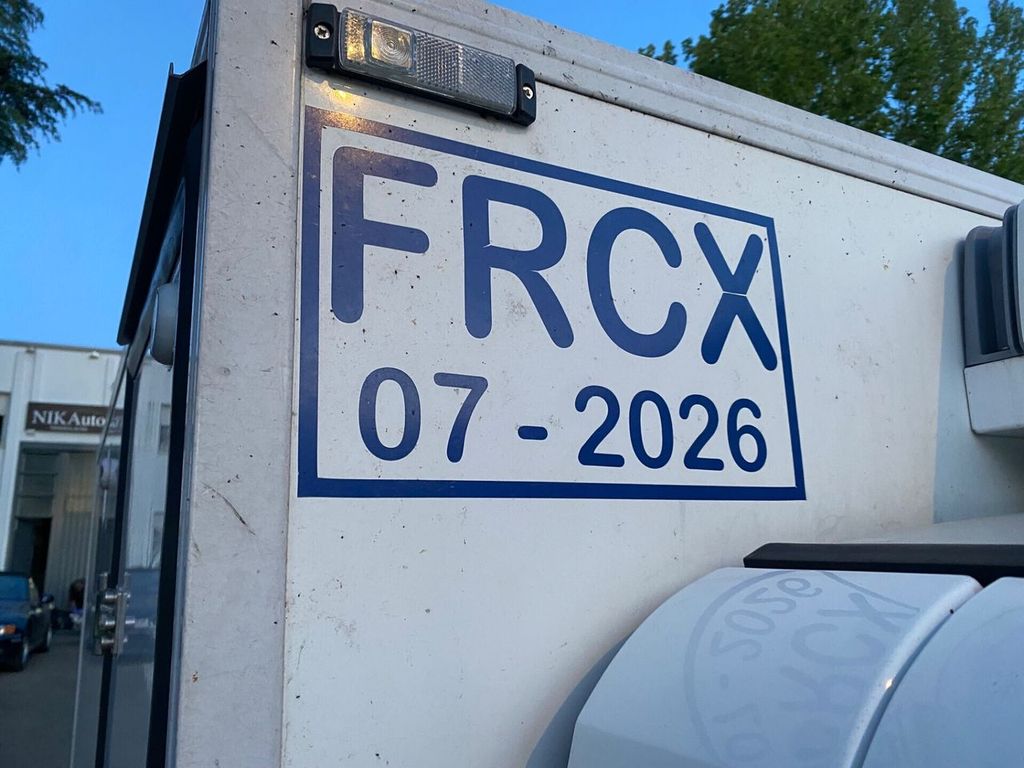 FRCX
07 - 2026
NIKAuto